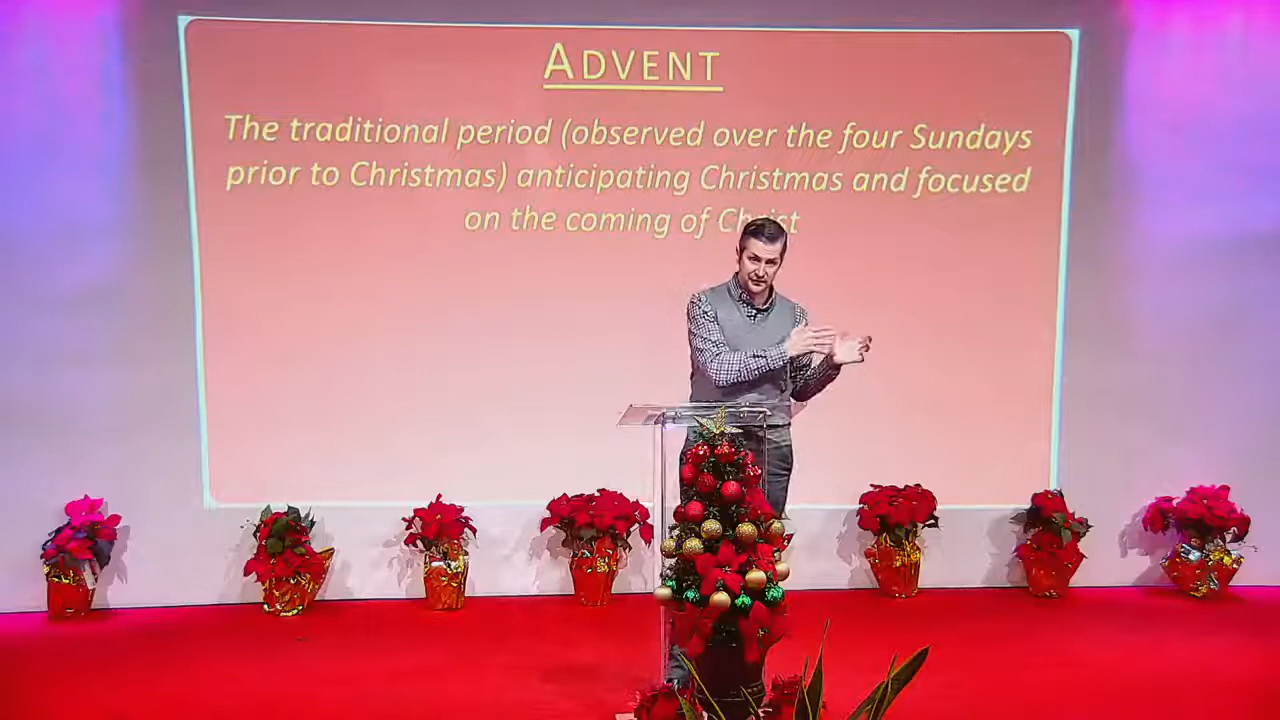 ADVENT
The traditional period (observed over the four Sundays
prior to Christmas) anticipating Christmas and focused
on the coming of Christ